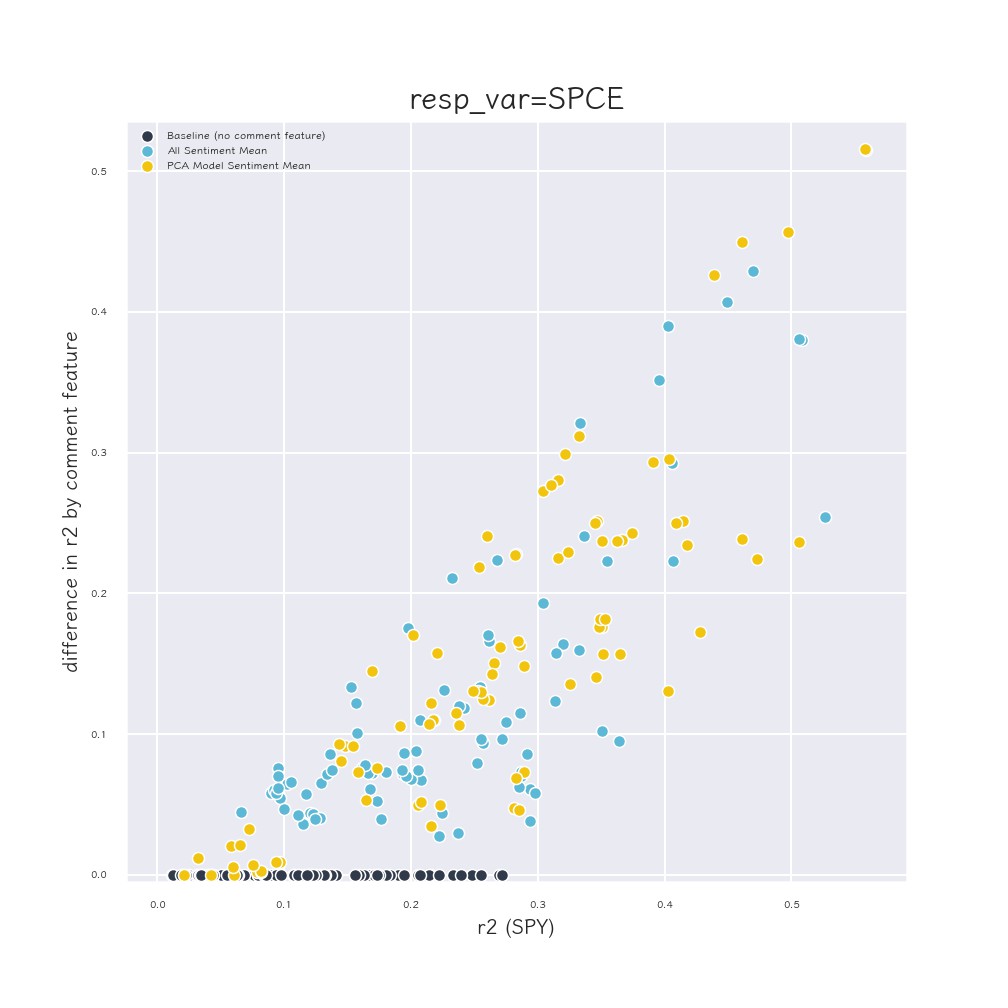 resp_var=SPCE
Baseline (no comment feature)
All Sentiment Mean
PCA Model Sentiment Mean
difference in r2 by comment feature
0.5
0.4
0.3
0.2
0.1
0.0
0.0 0.1 0.2 0.3 0.4 0.5
r2 (SPY)